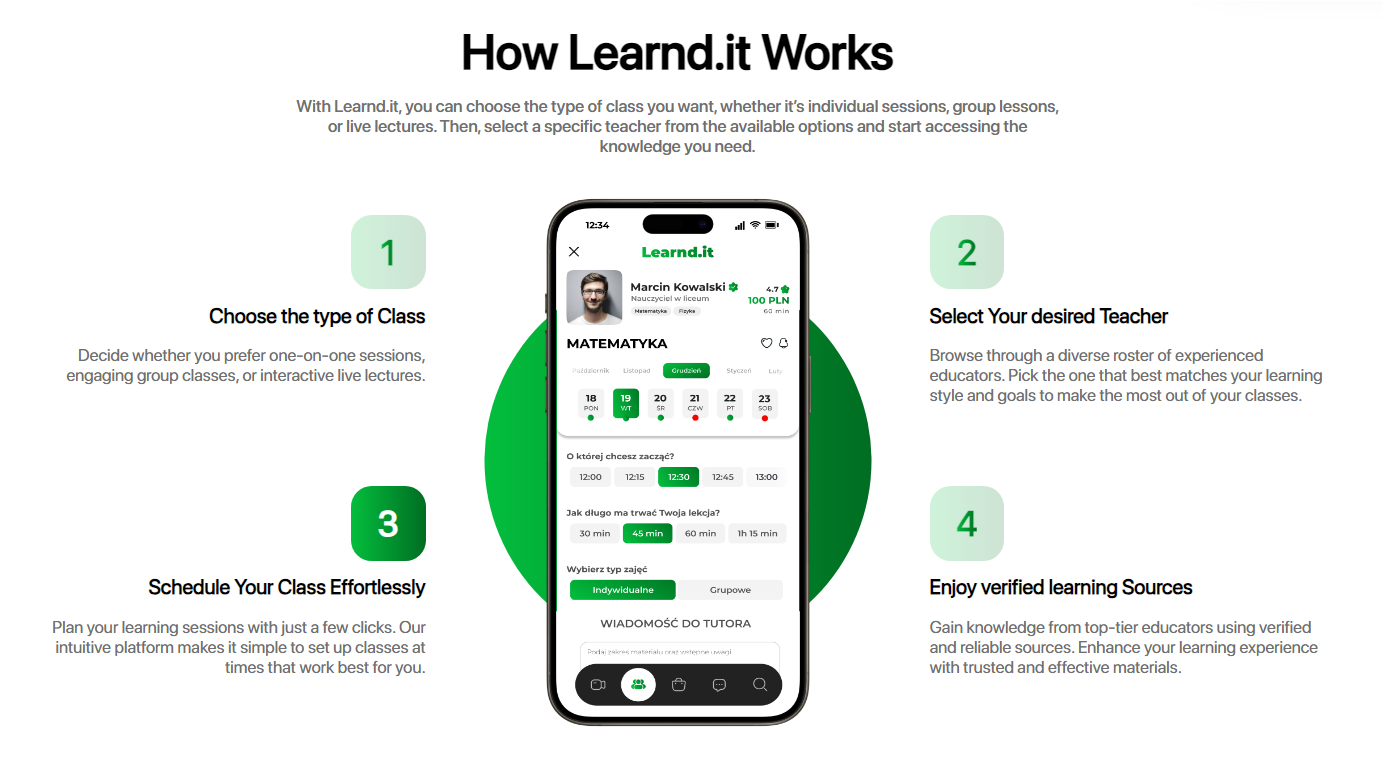 How Learnd.it Works
With Learnd.it, you can choose the type of class you want, whether it's individual sessions, group lessons,
or live lectures. Then, select a specific teacher from the available options and start accessing the
knowledge you need.
1
Choose the type of Class
Decide whether you prefer one-on-one sessions,
engaging group classes, or interactive live lectures.
2
Select Your desired Teacher
Browse through a diverse roster of experienced
educators. Pick the one that best matches your learning
style and goals to make the most out of your classes.
3
Schedule Your Class Effortlessly
Plan your learning sessions with just a few clicks. Our
intuitive platform makes it simple to set up classes at
times that work best for you.
4
Enjoy verified learning Sources
Gain knowledge from top-tier educators using verified
and reliable sources. Enhance your learning experience
with trusted and effective materials.
12:34
Learnd.it
Marcin Kowalski
4.7
Nauczyciel w liceum
100 PLN
Matematyka Fizyka
60 min
MATEMATYKA
Październik Listopad Grudzień Styczeń Luty
18 19 20 21 22 23
PON WT ŚR CZW PT SOB
O której chcesz zacząć?
12:00 12:15 12:30 12:45 13:00
Jak długo ma trwać Twoja lekcja?
30 min 45 min 60 min 1h 15 min
Wybierz typ zajęć
Indywidualne Grupowe
WIADOMOŚĆ DO TUTORA
Podaj zakres materiału oraz wstępne uwagi